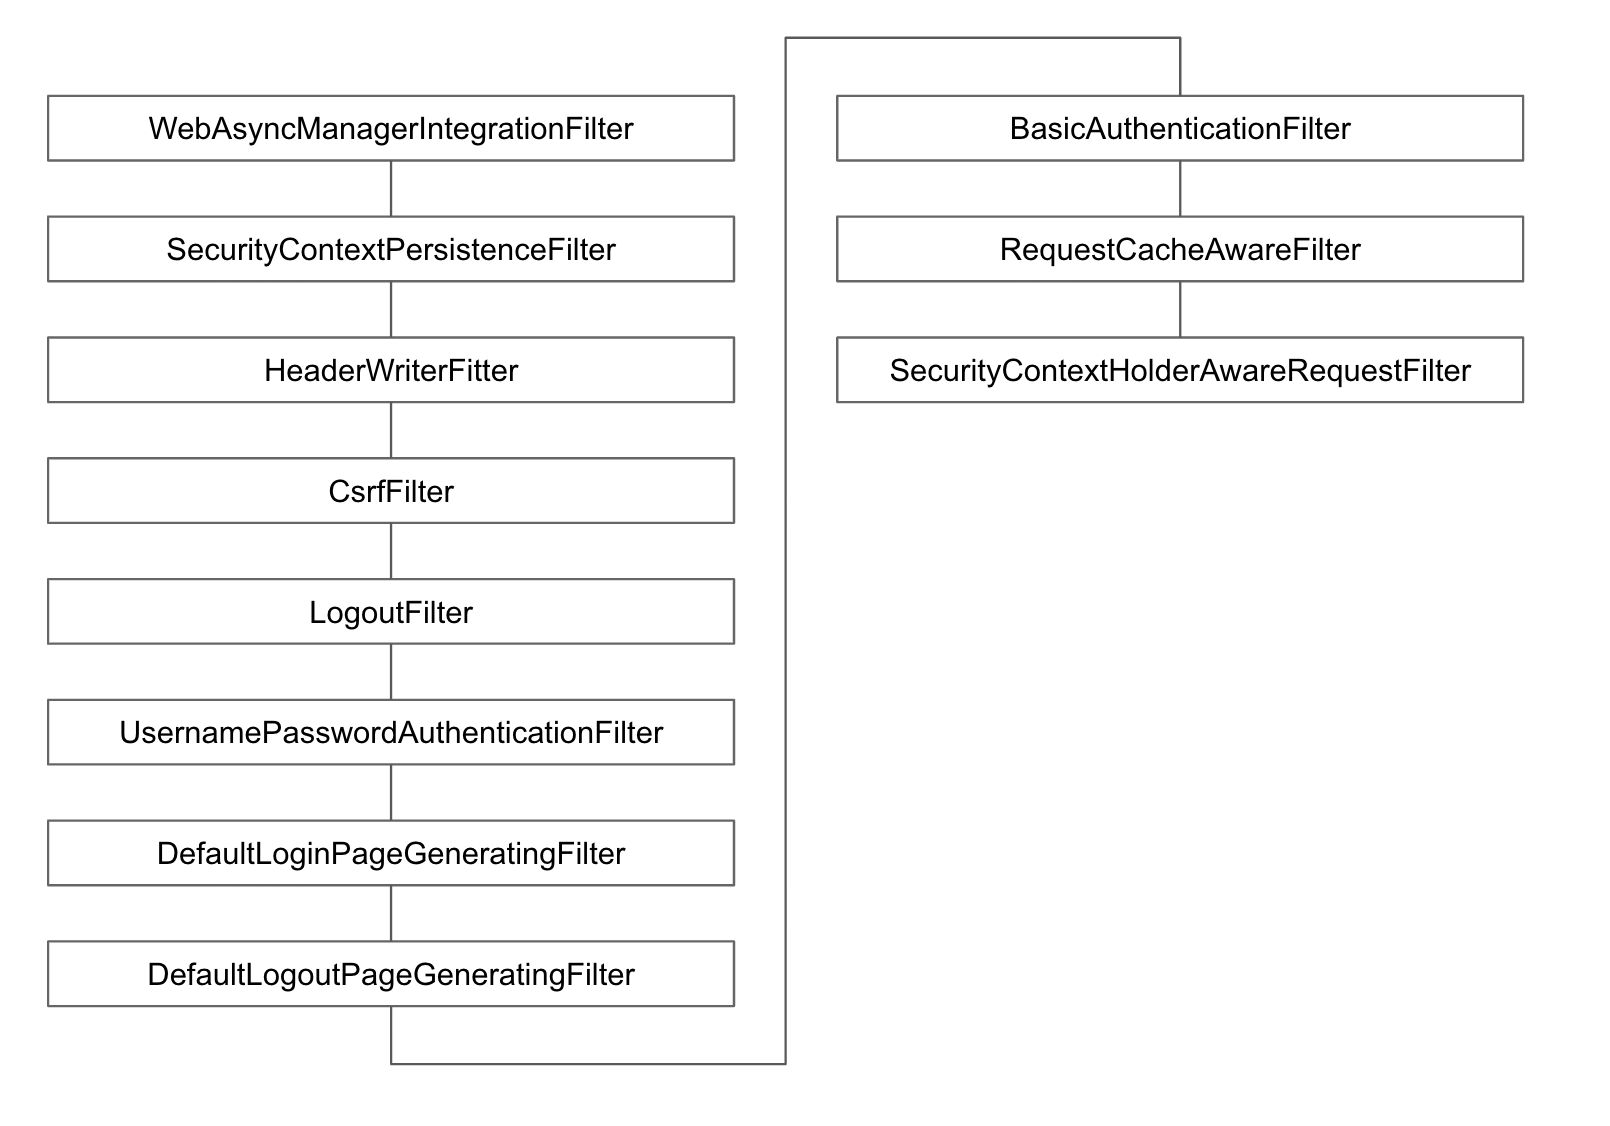 WebAsyncManagerIntegrationFilter
SecurityContextPersistenceFilter
HeaderWriterFitter
CsrfFilter
LogoutFilter
UsernamePasswordAuthenticationFilter
DefaultLoginPageGeneratingFilter
DefaultLogoutPageGeneratingFilter
BasicAuthenticationFilter
RequestCacheAwareFilter
SecurityContextHolderAwareRequestFilter